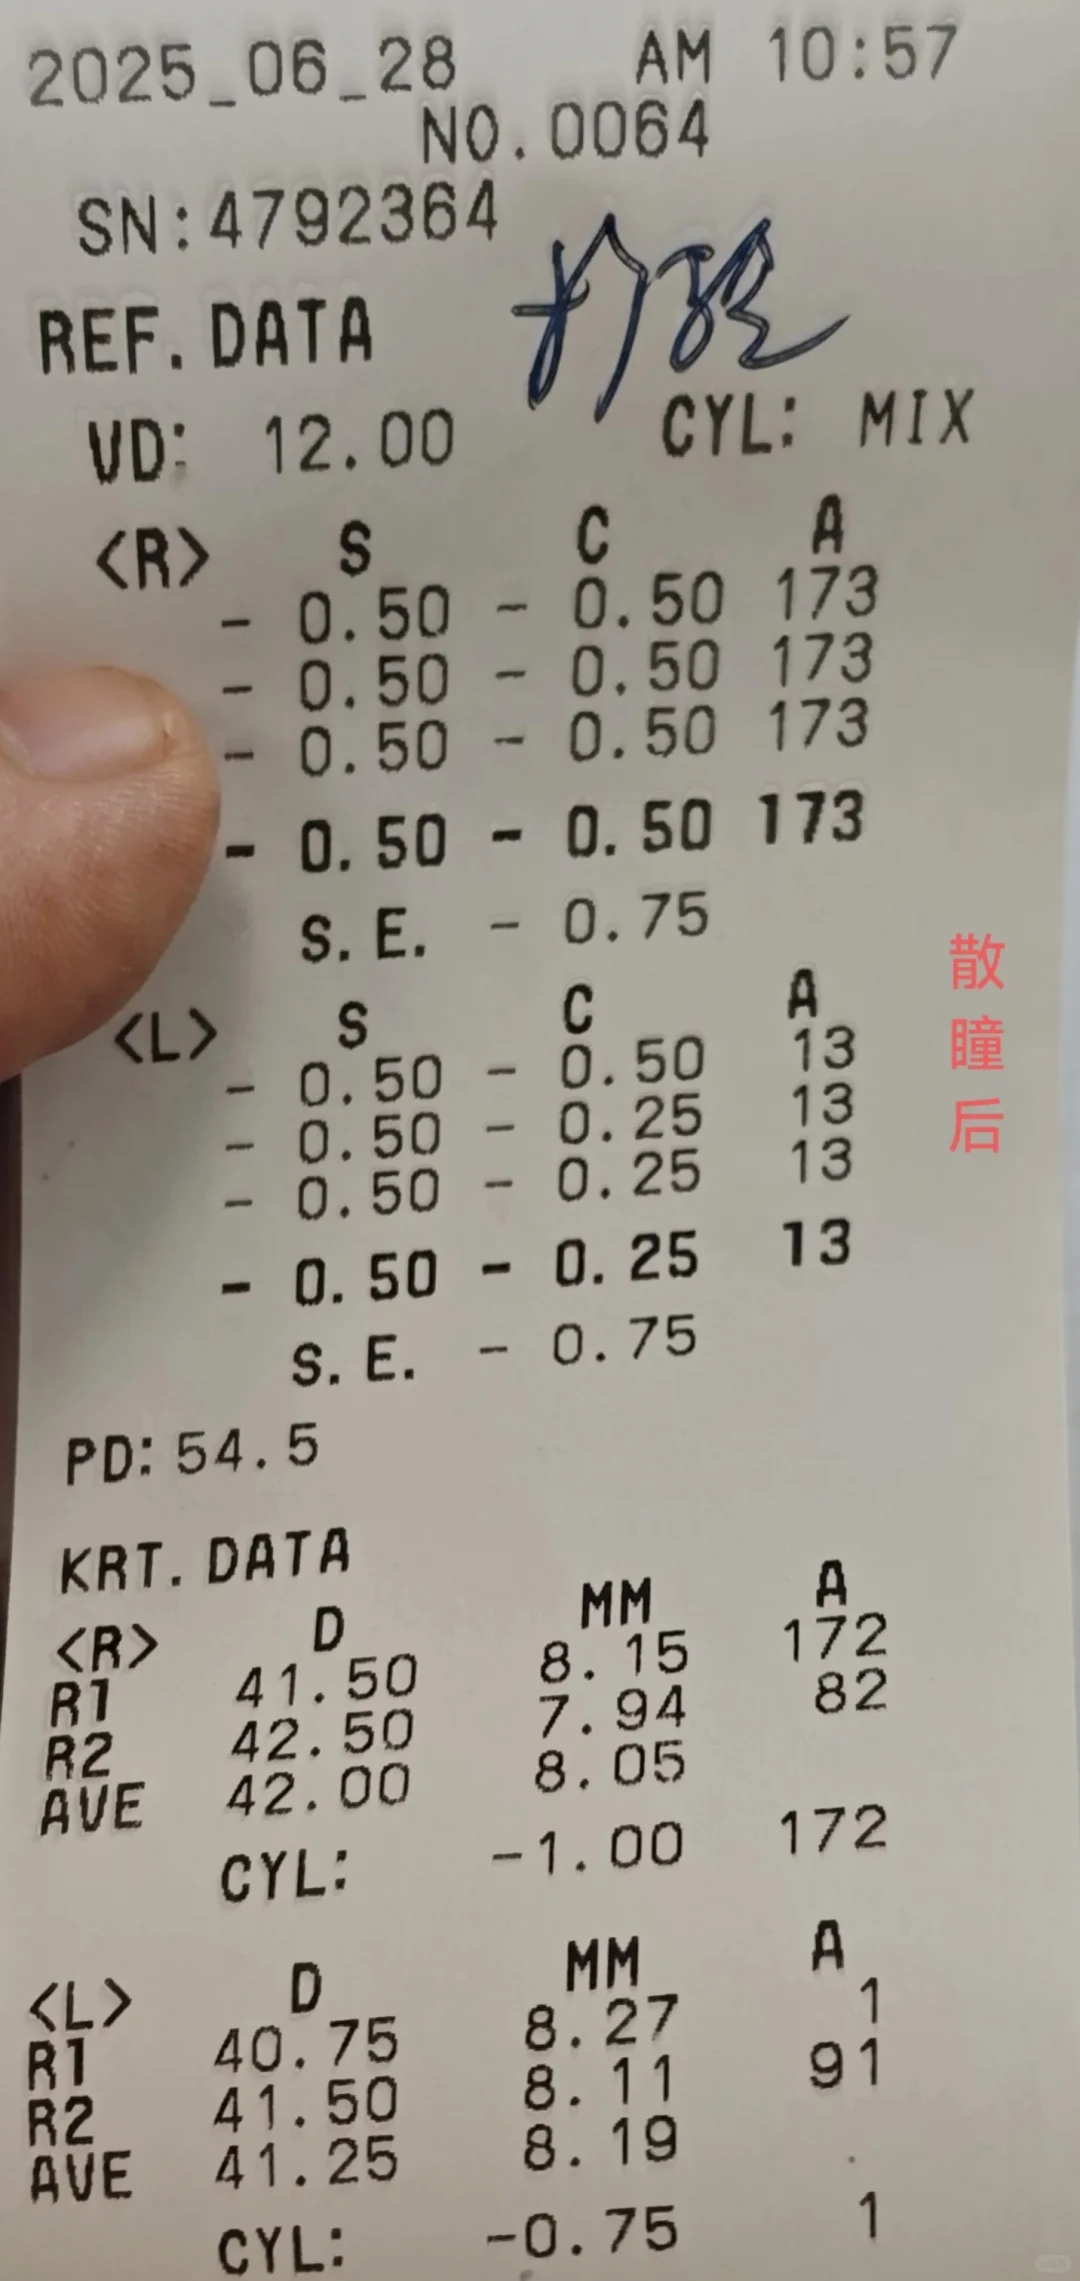 2025_06_28 AM 10:57
NO.0064
SN:4792364
REF.DATA
VD: 12.00 CYL: MIX
<R> S C A
- 0.50 - 0.50 173
- 0.50 - 0.50 173
- 0.50 - 0.50 173
- 0.50 - 0.50 173
S.E. - 0.75
<L> S C A
- 0.50 - 0.50 13
- 0.50 - 0.25 13
- 0.50 - 0.25 13
- 0.50 - 0.25 13
S.E. - 0.75
散
瞳
后
PD:54.5
KRT.DATA
<R> D MM A
R1 41.50 8.15 172
R2 42.50 7.94 82
AVE 42.00 8.05
CYL: -1.00 172
<L> D MM A
R1 40.75 8.27 1
R2 41.50 8.11 91
AVE 41.25 8.19
CYL: -0.75 1